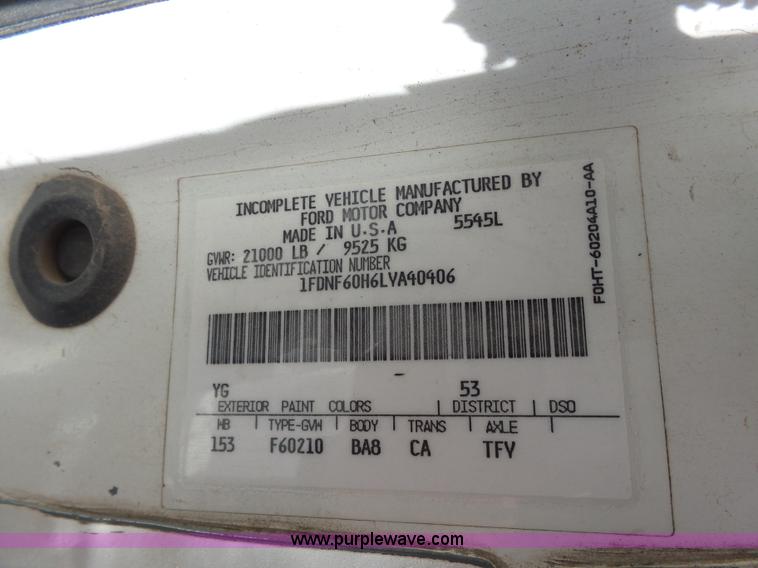 INCOMPLETE VEHICLE MANUFACTURED BY
FORD MOTOR COMPANY
MADE IN U.S.A 5545L
GVWR: 21000 LB / 9525 KG
VEHICLE IDENTIFICATION NUMBER
1FDNF60H6LVA40406
F0HT-60204A10-AA
YG 53
EXTERIOR PAINT COLORS | DISTRICT | DSO
WB | TYPE-GVW | BODY | TRANS | AXLE |
153 F60210 BA8 CA TFY
www.purplewave.com